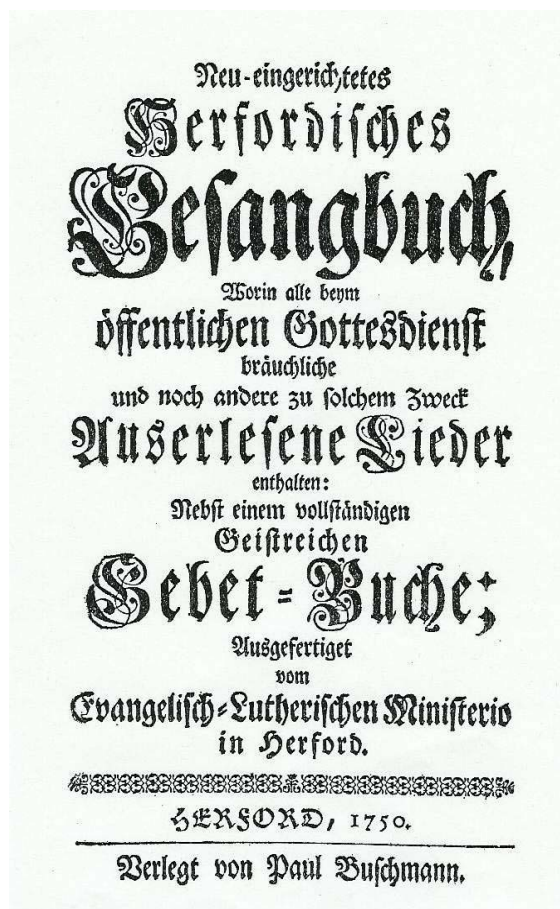 Neu-eingerichtetes
Herfordisches
Gesangbuch,
Worin alle beym
öffentlichen Gottesdienst
bräuchliche
und noch andere zu solchem Zweck
Auserlesene Lieder
enthalten:
Nebst einem vollständigen
Geistreichen
Gebet-Buche;
Ausgefertiget
vom
Evangelisch-Lutherischen Ministerio
in Herford.
HERFORD, 1750.
Verlegt von Paul Buschmann.